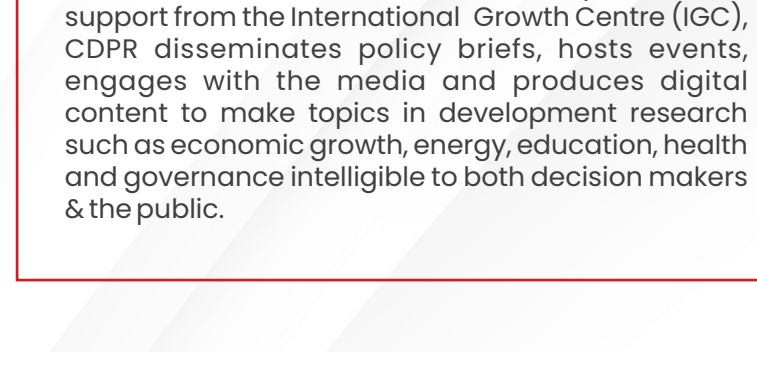 support from the International Growth Centre (IGC),
CDPR disseminates policy briefs, hosts events,
engages with the media and produces digital
content to make topics in development research
such as economic growth, energy, education, health
and governance intelligible to both decision makers
& the public.